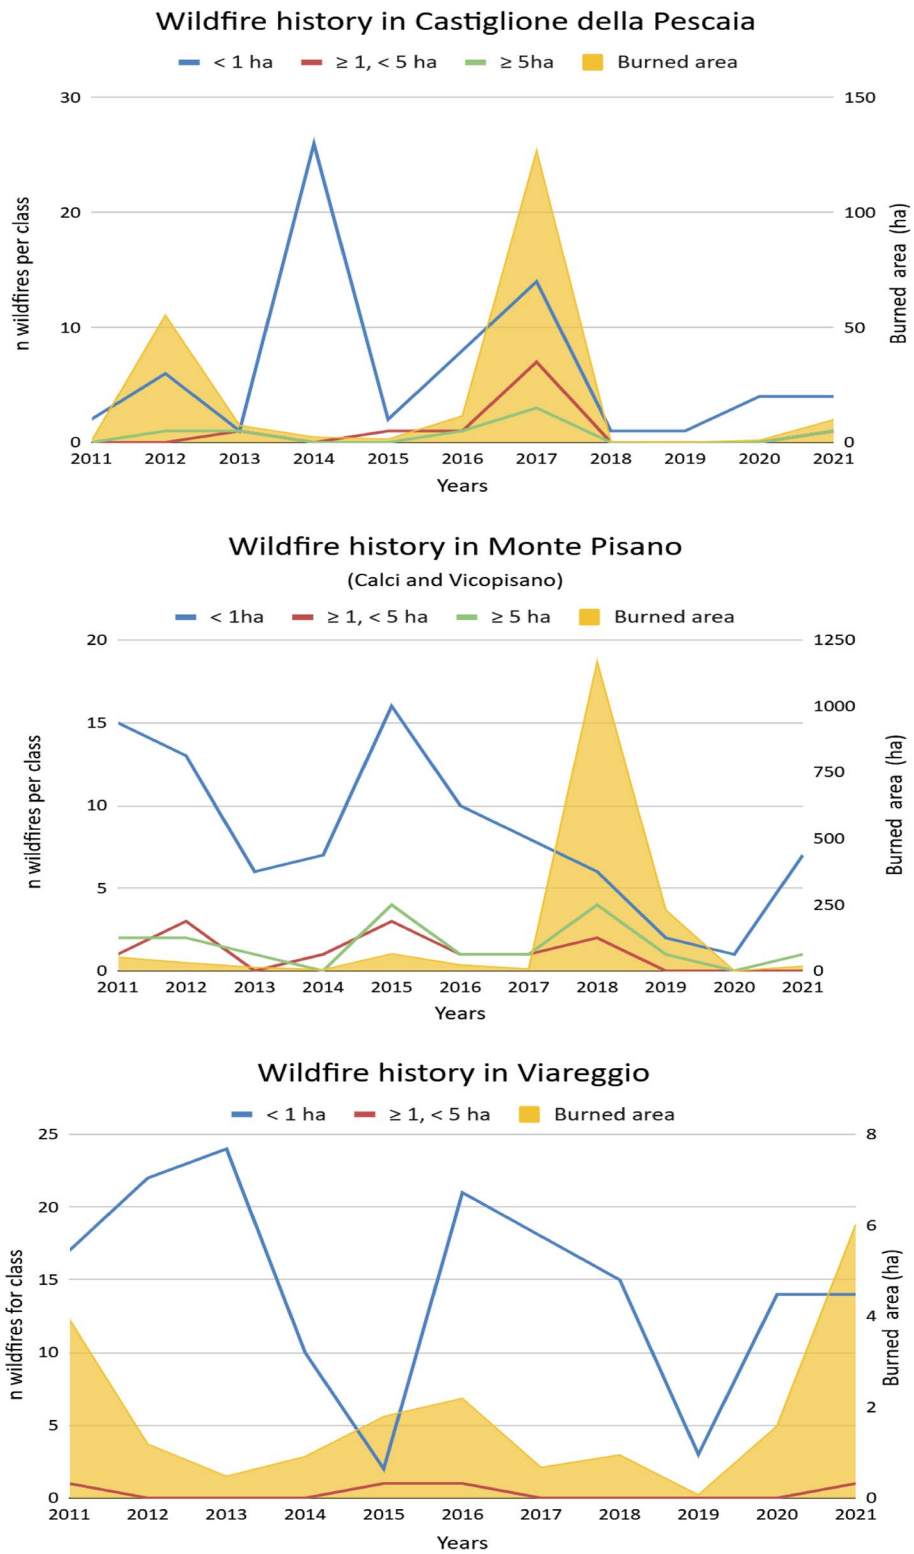 Wildfire history in Castiglione della Pescaia
< 1 ha ≥ 1, < 5 ha ≥ 5ha Burned area
30 150
20 100
10 50
0 0
n wildfires per class
Burned area (ha)
2011 2012 2013 2014 2015 2016 2017 2018 2019 2020 2021
Years
Wildfire history in Monte Pisano
(Calci and Vicopisano)
< 1ha ≥ 1, < 5 ha ≥ 5 ha Burned area
20 1250
15 1000
750
10 500
5 250
0 0
n wildfires per class
Burned area (ha)
2011 2012 2013 2014 2015 2016 2017 2018 2019 2020 2021
Years
Wildfire history in Viareggio
< 1 ha ≥ 1, < 5 ha Burned area
25 8
20 6
15 4
10 2
5
0 0
n wildfires for class
Burned area (ha)
2011 2012 2013 2014 2015 2016 2017 2018 2019 2020 2021
Years